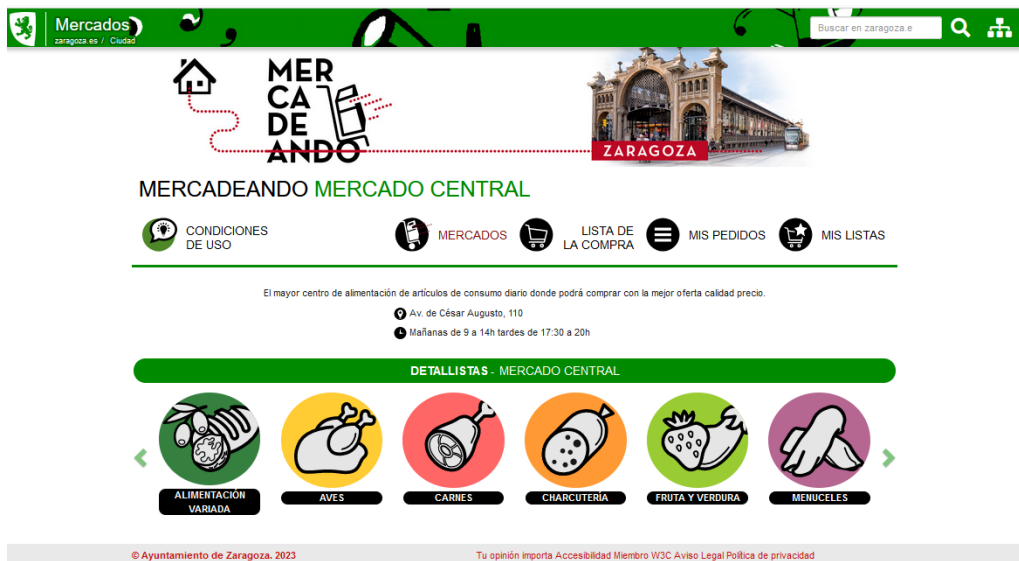 Mercados
zaragoza.es / Ciudad
Buscar en zaragoza.e
MER
CA
DE
ANDO
ZARAGOZA
MERCADEANDO MERCADO CENTRAL
CONDICIONES
DE USO
MERCADOS
LISTA DE
LA COMPRA
MIS PEDIDOS
MIS LISTAS
El mayor centro de alimentación de artículos de consumo diario donde podrá comprar con la mejor oferta calidad precio.
Av. de César Augusto, 110
Mañanas de 9 a 14h tardes de 17:30 a 20h
DETALLISTAS - MERCADO CENTRAL
ALIMENTACIÓN
VARIADA
AVES
CARNES
CHARCUTERÍA
FRUTA Y VERDURA
MENUCELES
© Ayuntamiento de Zaragoza. 2023
Tu opinión importa Accesibilidad Miembro W3C Aviso Legal Política de privacidad